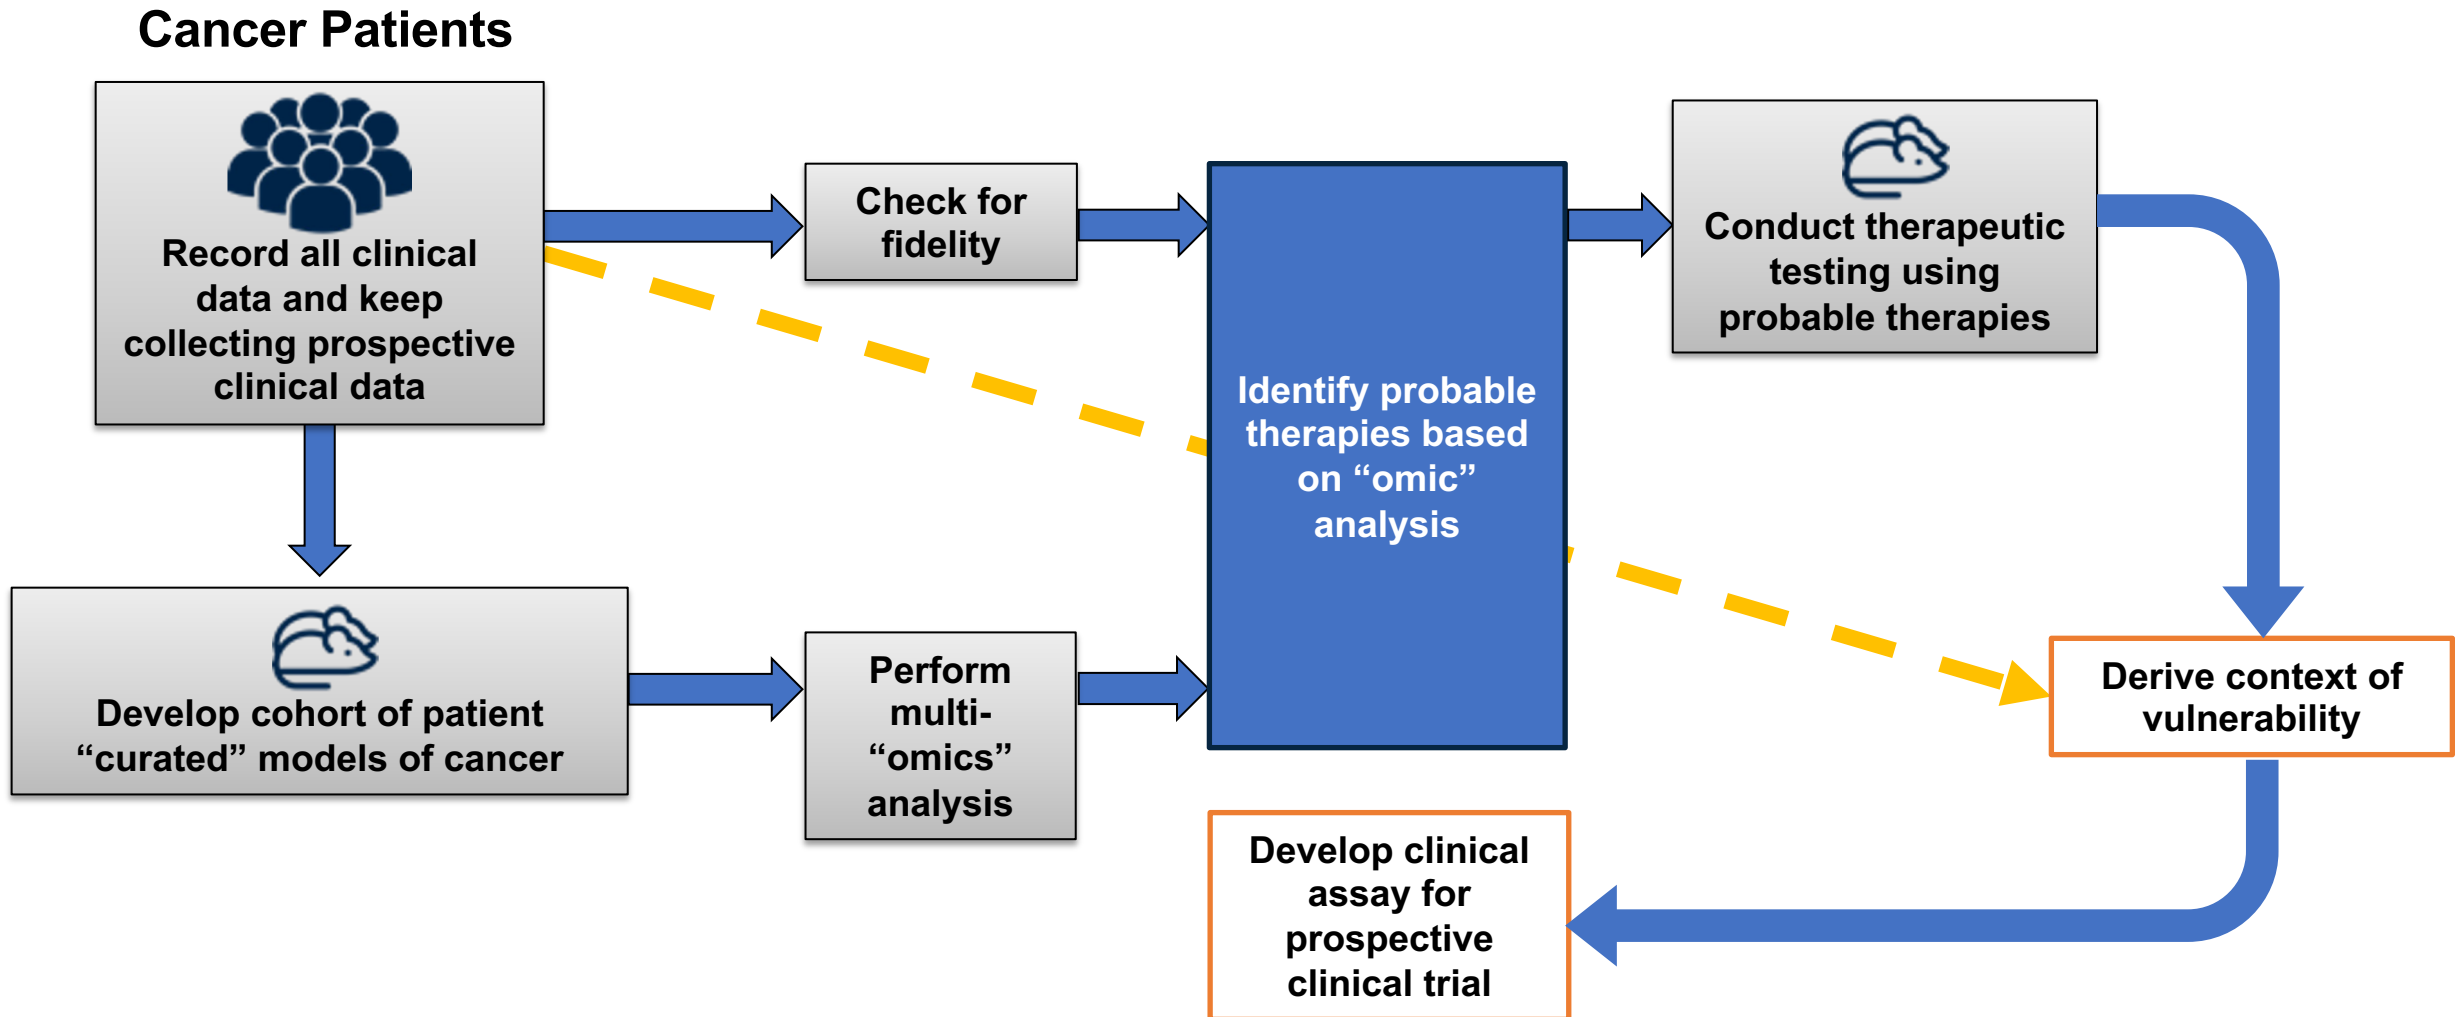 Cancer Patients
Record all clinical
data and keep
collecting prospective
clinical data
Check for
fidelity
Identify probable
therapies based
on “omic”
analysis
Conduct therapeutic
testing using
probable therapies
Develop cohort of patient
“curated” models of cancer
Perform
multi-
“omics”
analysis
Derive context of
vulnerability
Develop clinical
assay for
prospective
clinical trial